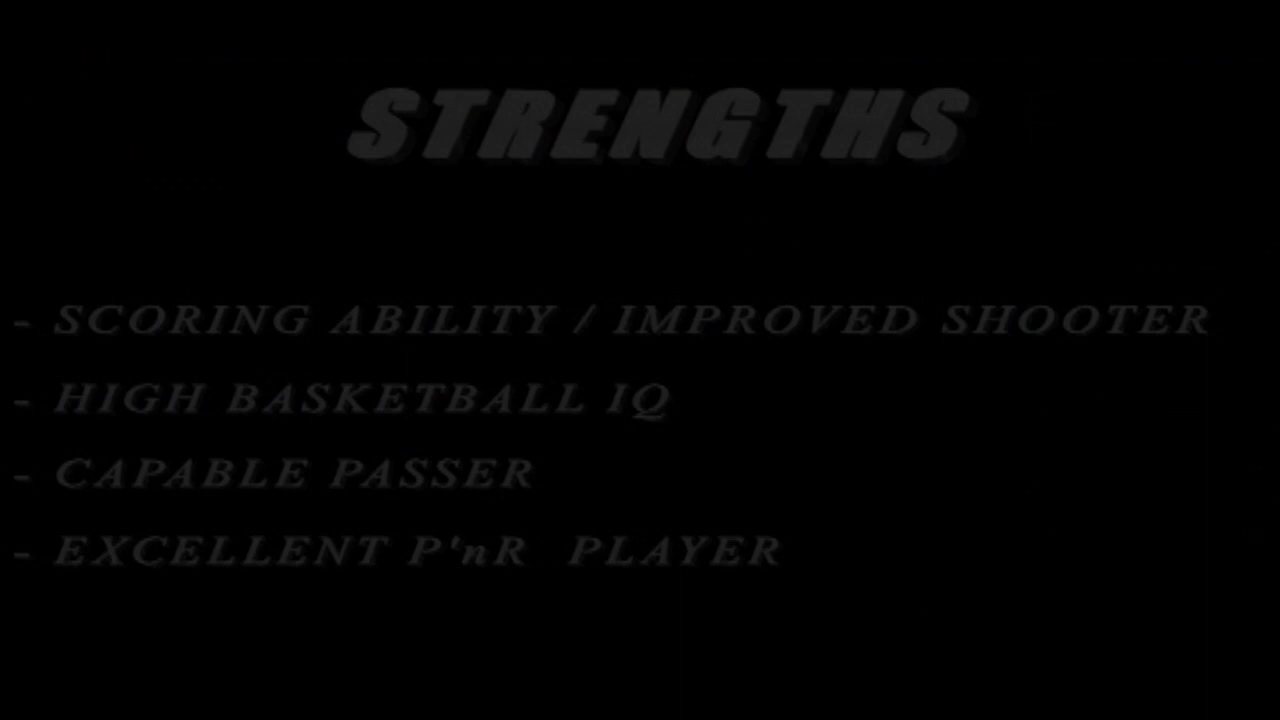 STRENGTHS
- SCORING ABILITY / IMPROVED SHOOTER
- HIGH BASKETBALL IQ
- CAPABLE PASSER
- EXCELLENT P'nR PLAYER